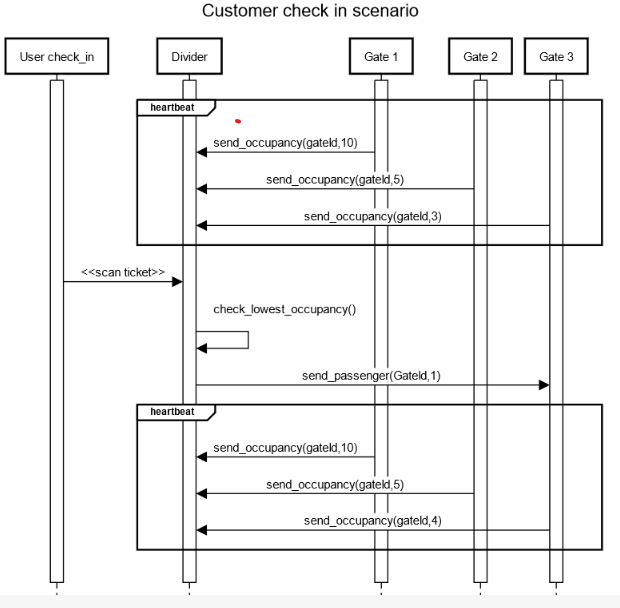 Customer check in scenario
User check_in
Divider
Gate 1
Gate 2
Gate 3
heartbeat
send_occupancy(gateId,10)
send_occupancy(gateId,5)
send_occupancy(gateId,3)
<<scan ticket>>
check_lowest_occupancy()
send_passenger(GateId,1)
heartbeat
send_occupancy(gateId,10)
send_occupancy(gateId,5)
send_occupancy(gateId,4)